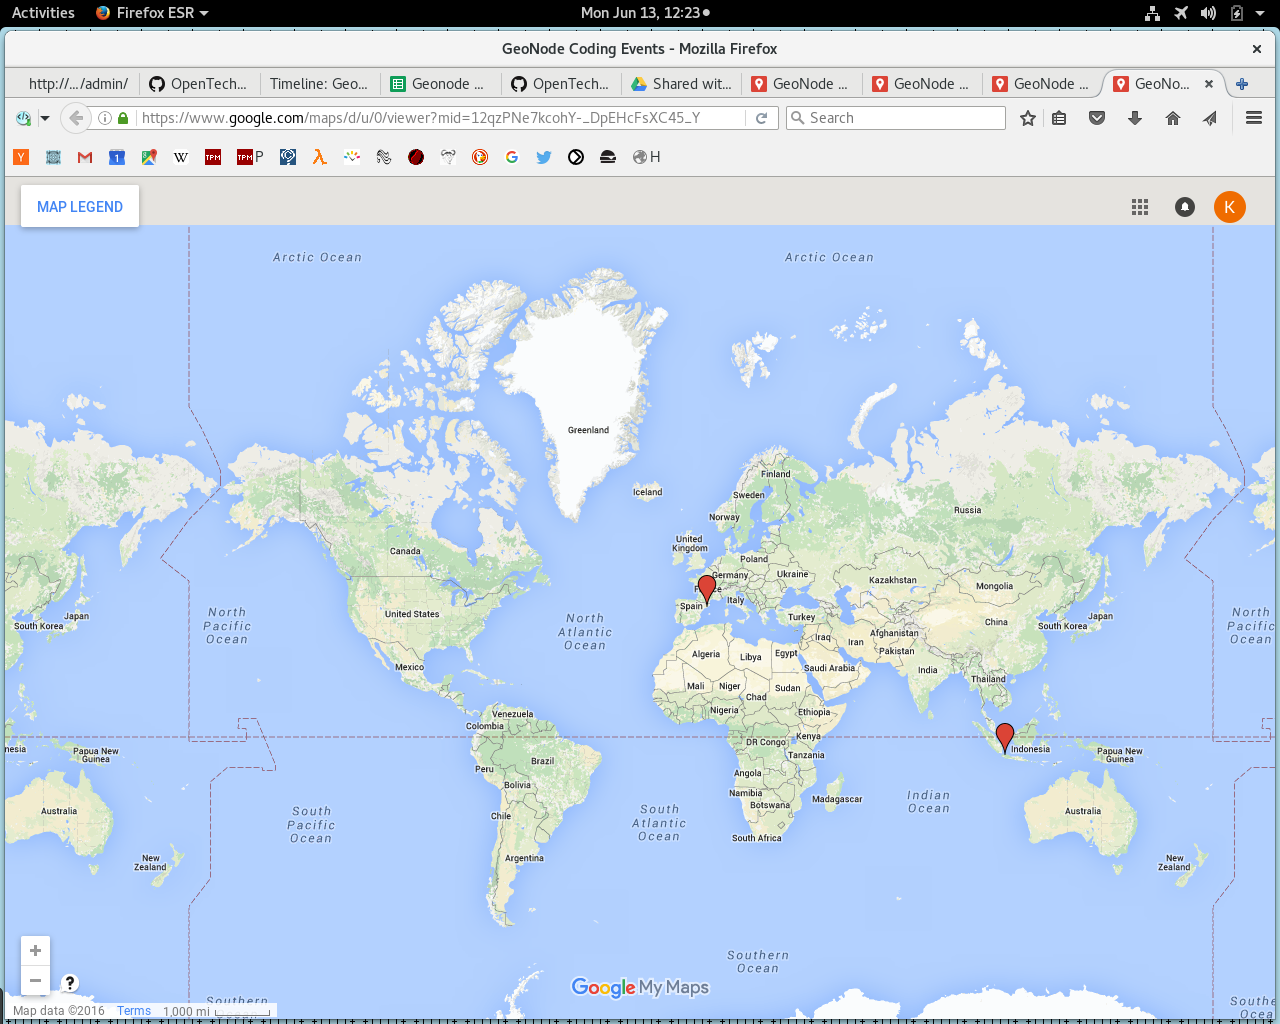 Activities Firefox ESR Mon Jun 13, 12:23
GeoNode Coding Events - Mozilla Firefox
http://.../admin/ OpenTech... Timeline: Geo... Geonode ... OpenTech... Shared wit... GeoNode ... GeoNode ... GeoNode ... GeoNo...
https://www.google.com/maps/d/u/0/viewer?mid=12qzPNe7kcohY-_DpEHcFsXC45_Y Search
Y 1 W TPM TPM P G H
MAP LEGEND K
Arctic Ocean Arctic Ocean
Greenland
Finland
Iceland
Sweden
Russia
Norway
United
Kingdom
Canada
Poland
Germany Ukraine
Kazakhstan
Mongolia
Spain Italy
North
Pacific
Ocean
United States
North
Atlantic
Ocean
Turkey
China
Japan
South Korea
Japan
South Korea
North
Pacific
Ocean
Iraq Iran
Afghanistan
Pakistan
Algeria Libya Egypt
Saudi Arabia
India
Mexico
Thailand
Mali Niger Chad Sudan
Nigeria Ethiopia
Venezuela
Colombia
Kenya
DR Congo
Tanzania
Indonesia
nesia
Papua New
Guinea
Papua New
Guinea
Peru Brazil
Bolivia
Angola
Namibia
Botswana
Madagascar
Indian
Ocean
Australia
Australia
South
Pacific
Ocean
Chile
South
Atlantic
Ocean
South Africa
Argentina
New
Zealand
New
Zealand
Southern
Ocean
+
−
?
Google My Maps
Southern
Southe
Map data ©2016 Terms 1,000 mi